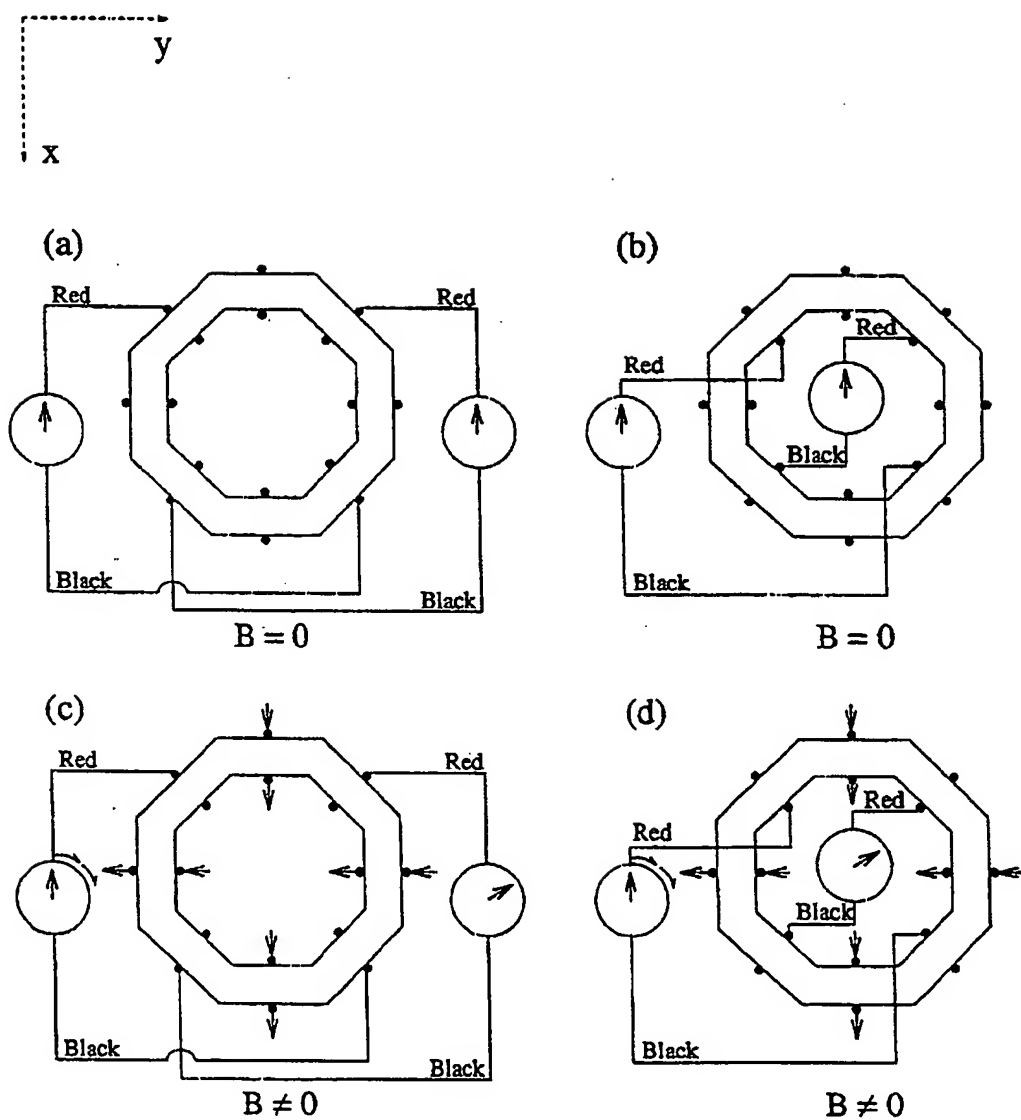 y
x
(a)
Red
Red
Black
Black
B = 0
(b)
Red
Red
Black
Black
B = 0
(c)
Red
Red
Black
Black
B ≠ 0
(d)
Red
Red
Black
Black
B ≠ 0